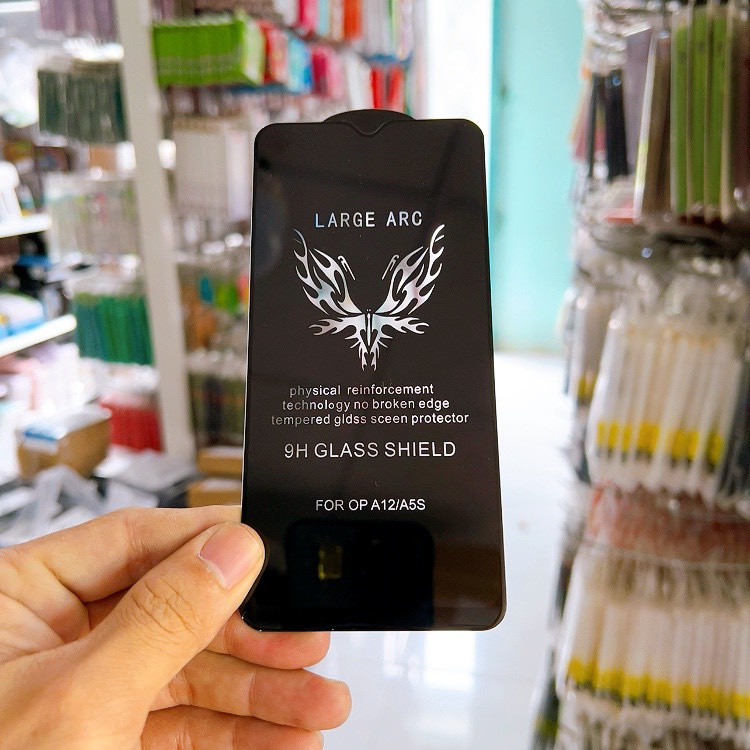 LARGE ARC
physical reinforcement
technology no broken edge
tempered gldss sceen protector
9H GLASS SHIELD
FOR OP A12/A5S